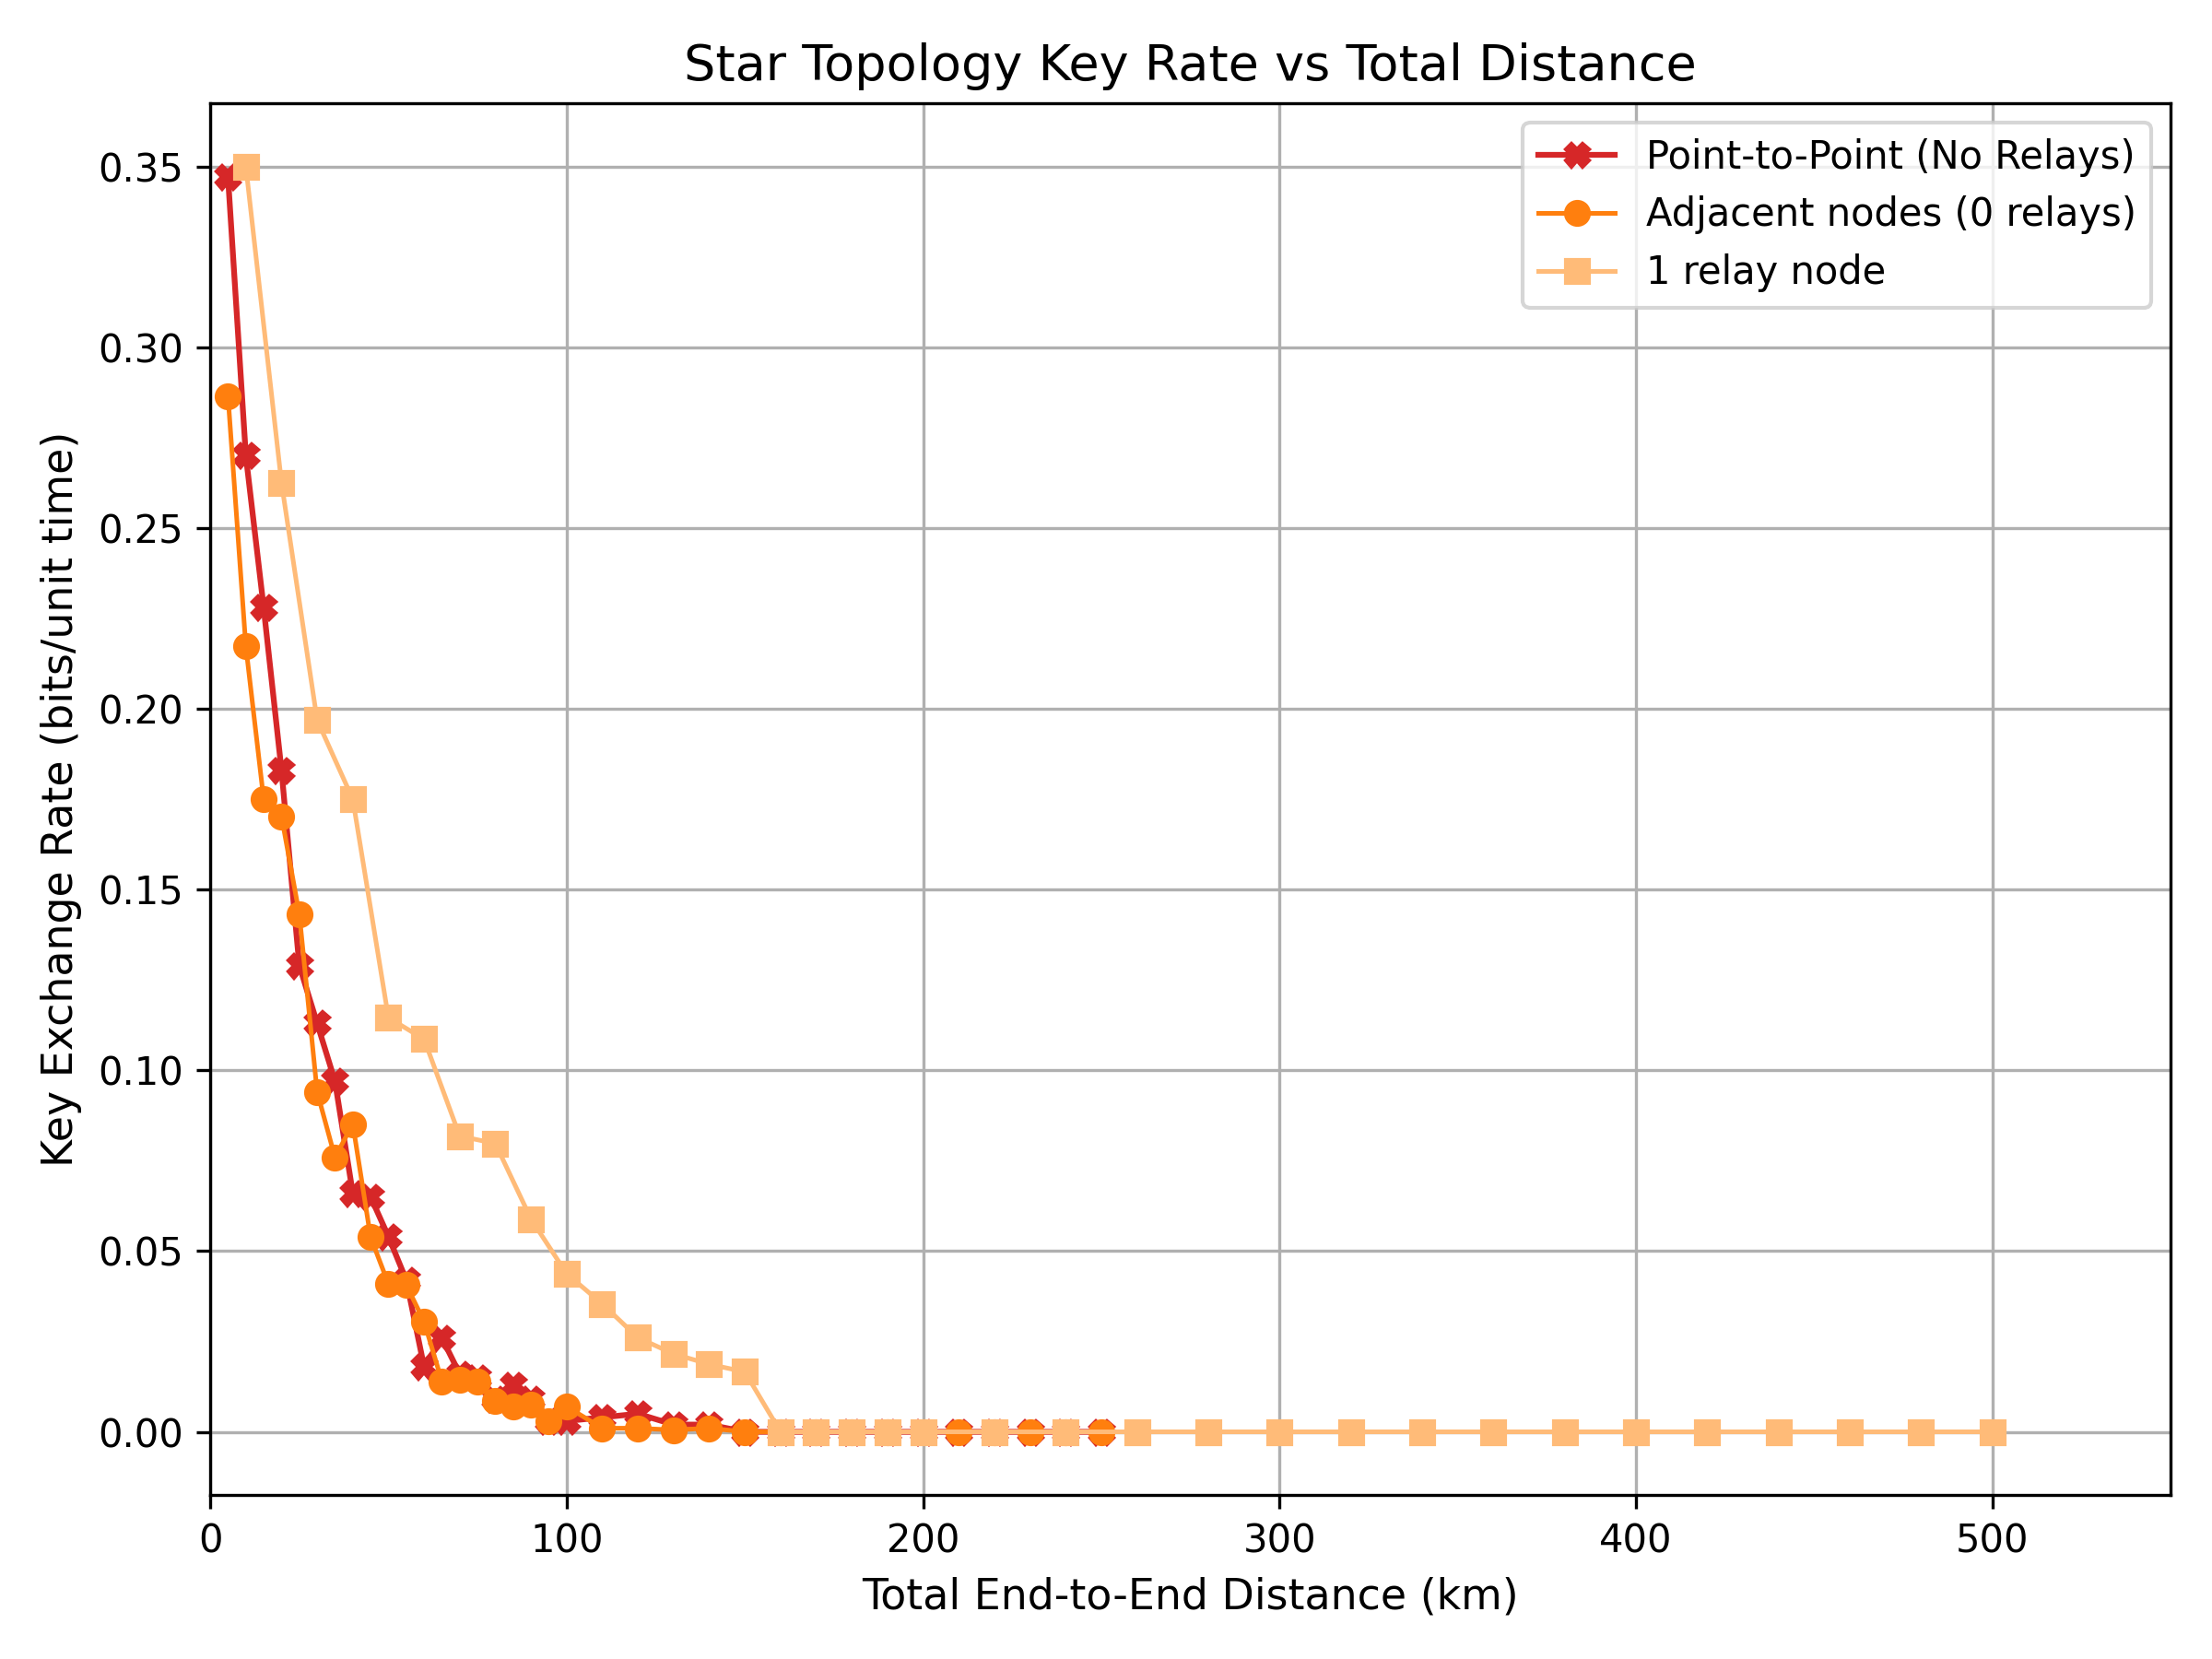 Star Topology Key Rate vs Total Distance
Point-to-Point (No Relays)
Adjacent nodes (0 relays)
1 relay node
Key Exchange Rate (bits/unit time)
0.35
0.30
0.25
0.20
0.15
0.10
0.05
0.00
0 100 200 300 400 500
Total End-to-End Distance (km)